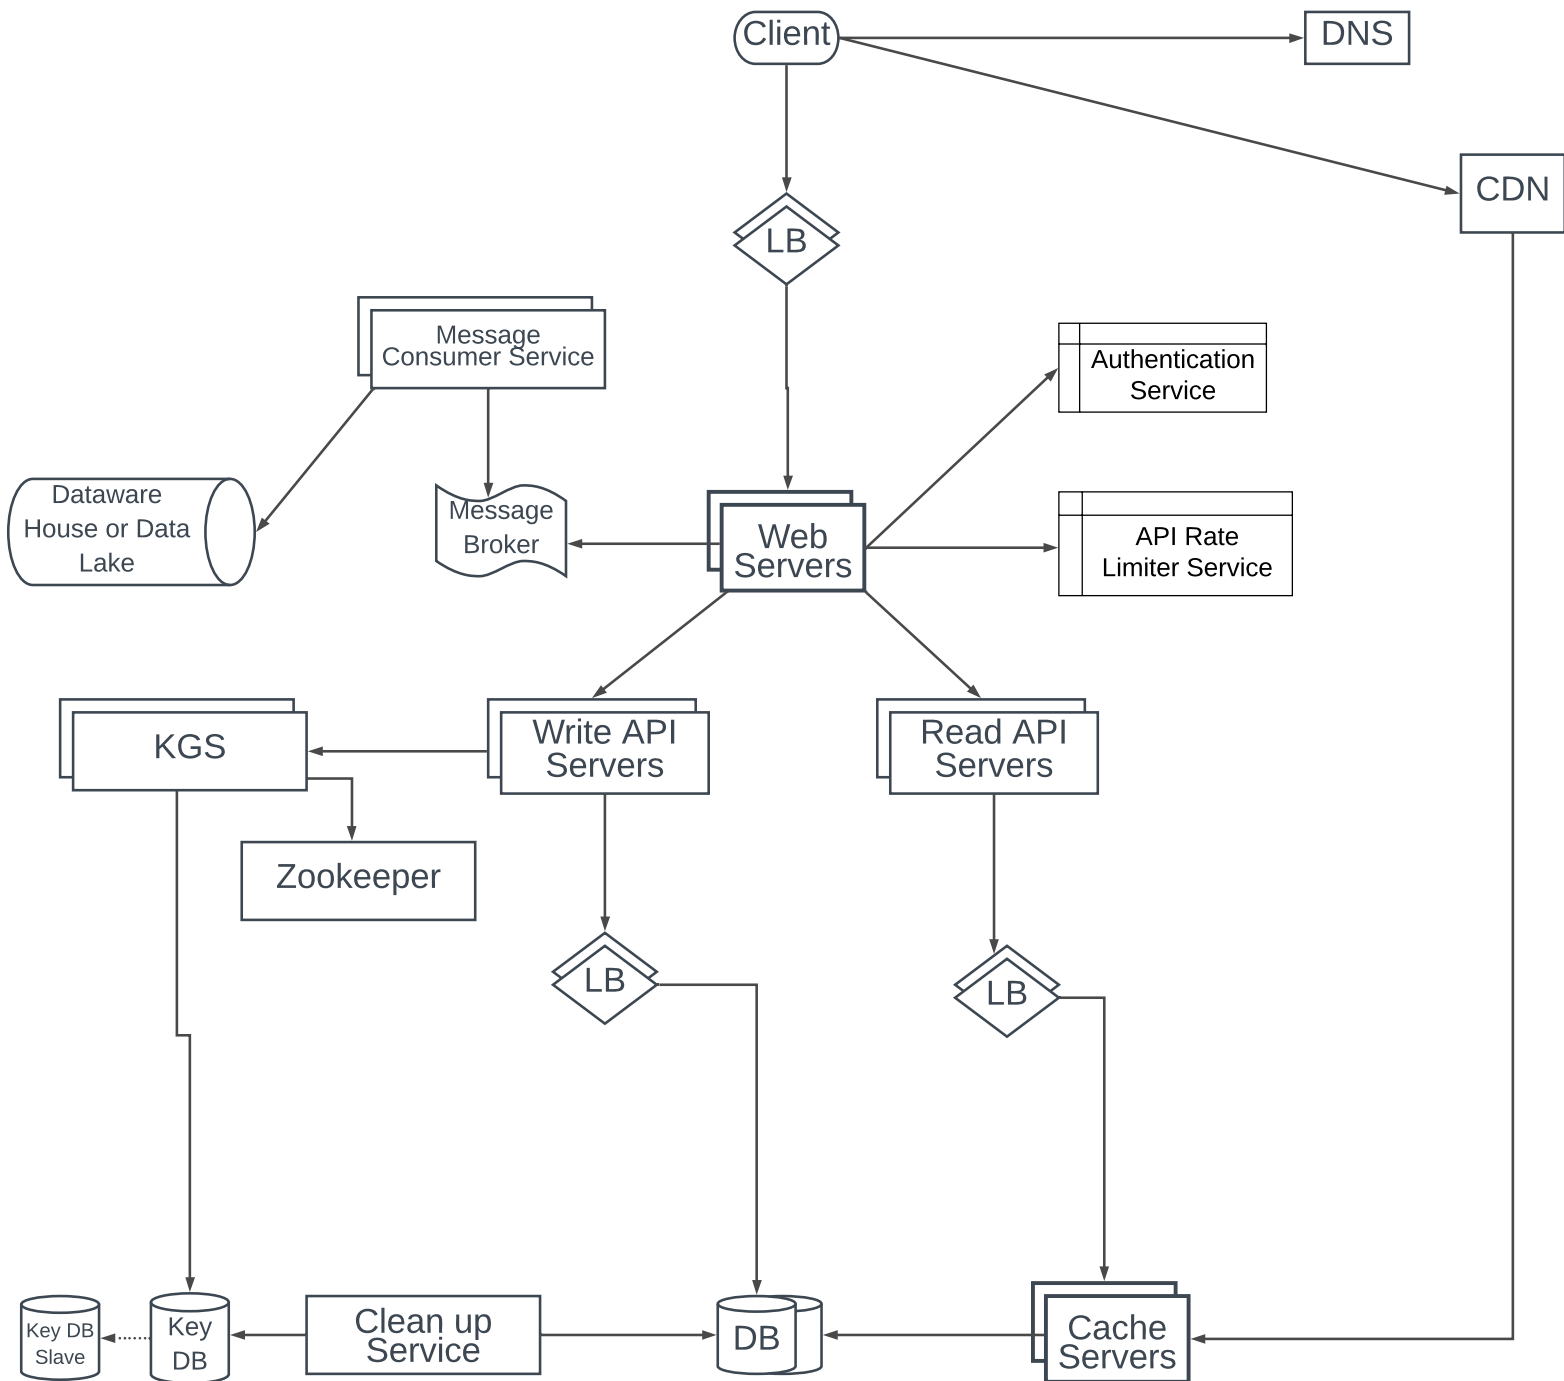 Client
DNS
CDN
LB
Message
Consumer Service
Authentication
Service
Dataware
House or Data
Lake
Message
Broker
Web
Servers
API Rate
Limiter Service
KGS
Write API
Servers
Read API
Servers
Zookeeper
LB
LB
Key DB
Slave
Key
DB
Clean up
Service
DB
Cache
Servers